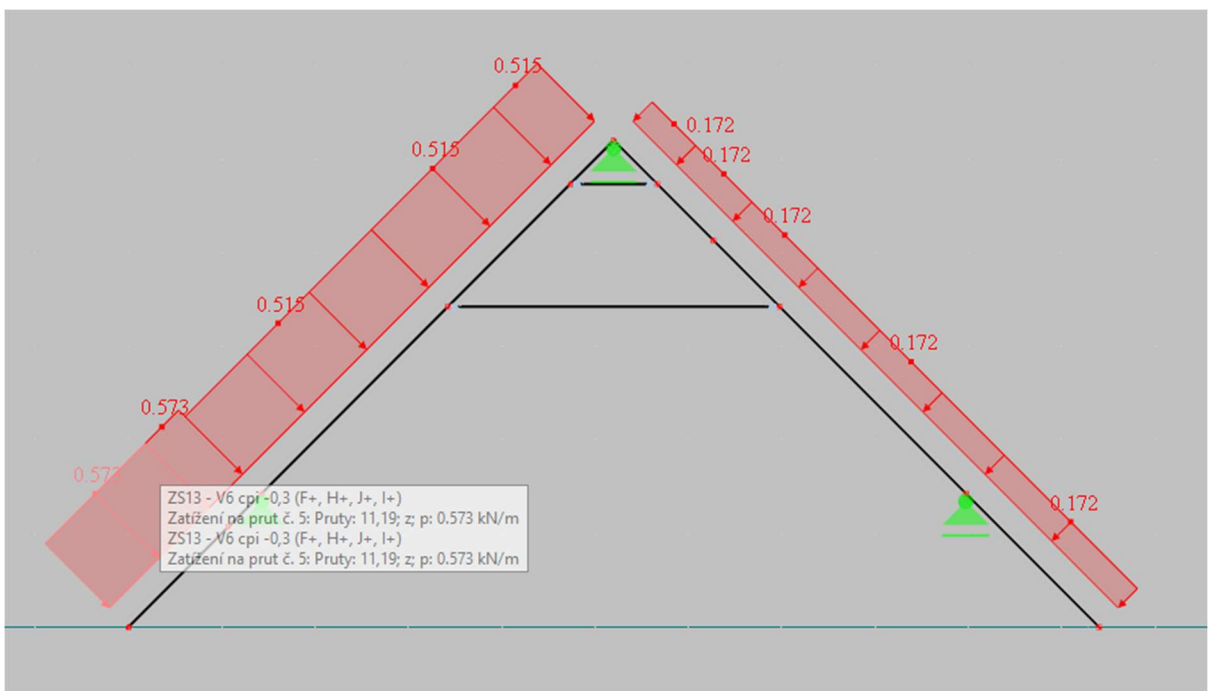 0.515
0.172
0.515
0.172
0.172
0.515
0.172
0.573
0.573
ZS13 - V6 cpi -0,3 (F+, H+, J+, I+)
Zatížení na prut č. 5: Pruty: 11,19; z; p: 0.573 kN/m
ZS13 - V6 cpi -0,3 (F+, H+, J+, I+)
Zatížení na prut č. 5: Pruty: 11,19; z; p: 0.573 kN/m
0.172